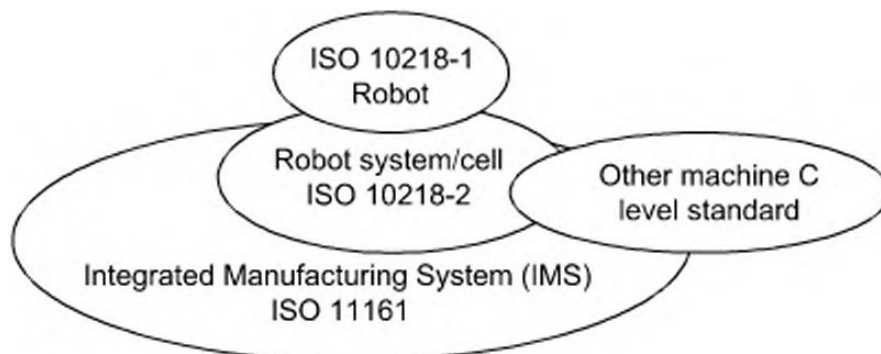 ISO 10218-1
Robot
Robot system/cell
ISO 10218-2
Other machine C
level standard
Integrated Manufacturing System (IMS)
ISO 11161